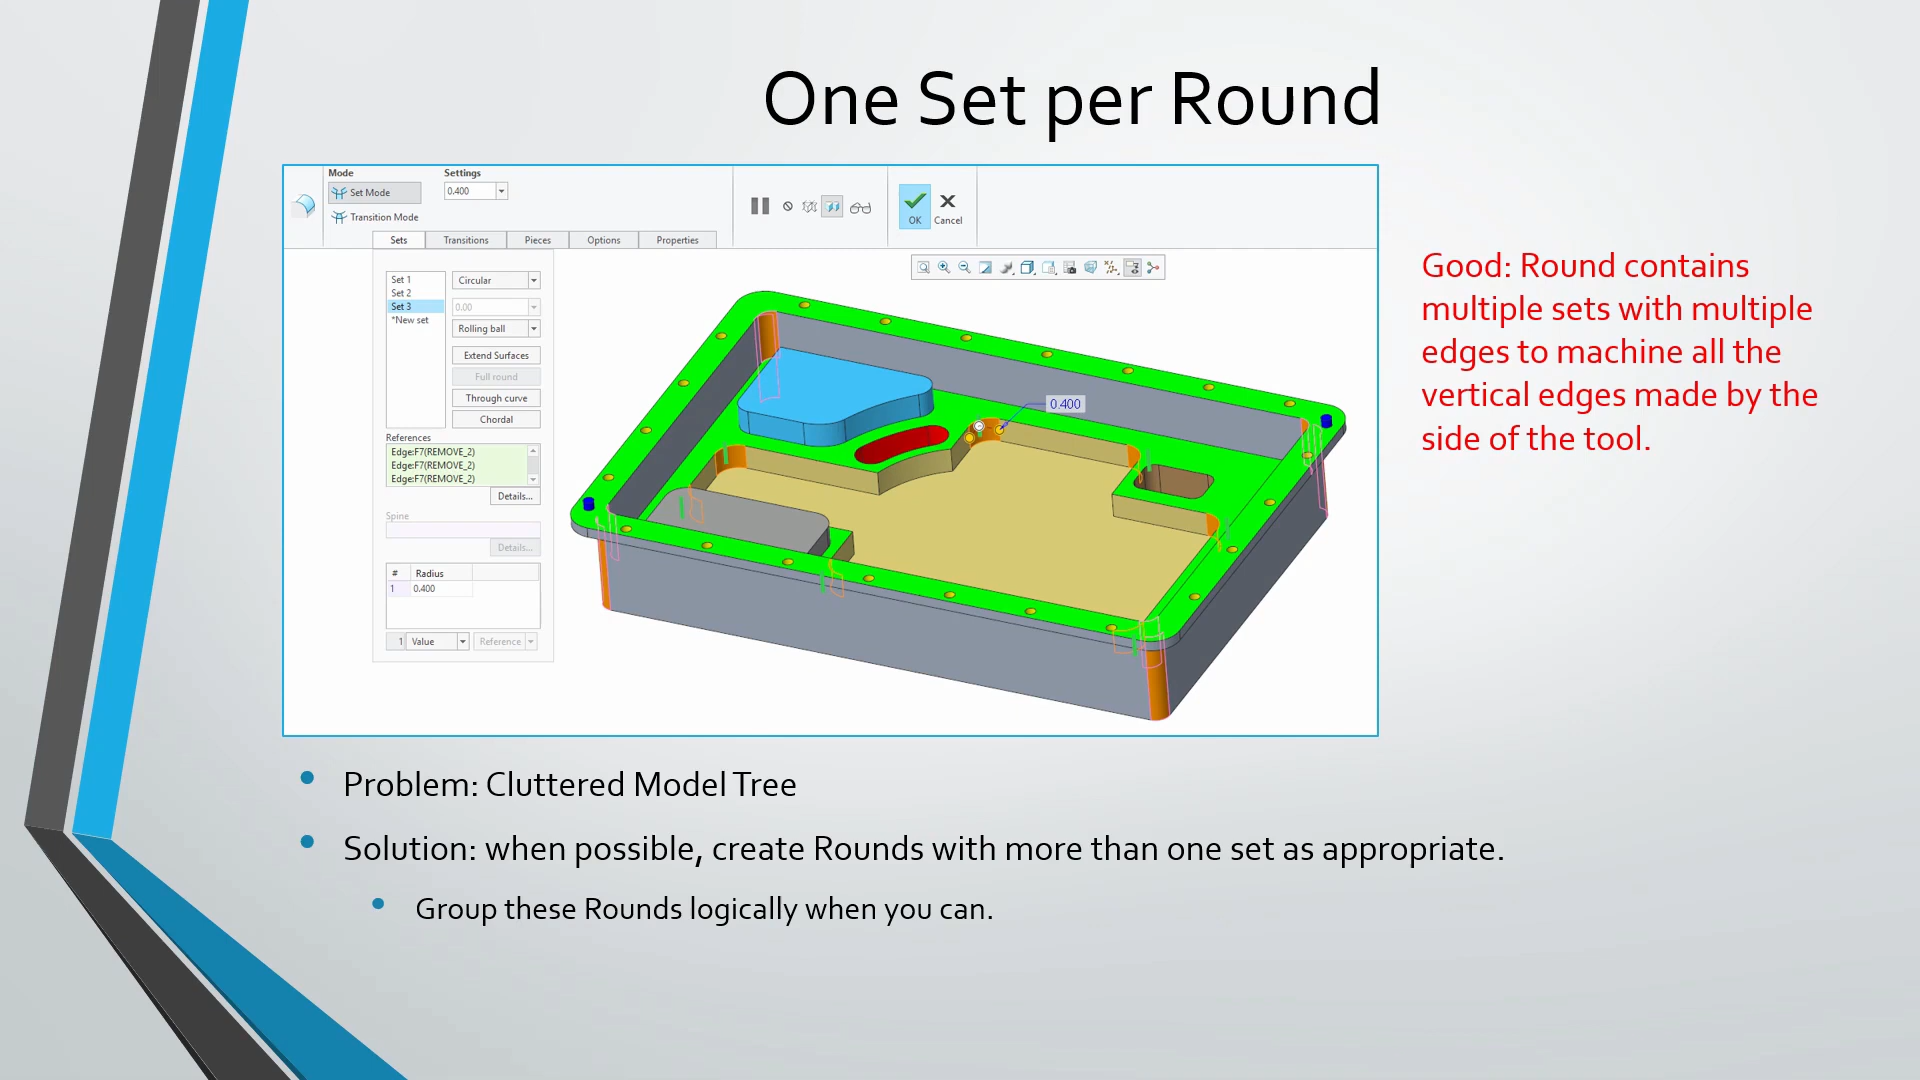 One Set per Round
Mode
Settings
Set Mode
0.400
Transition Mode
OK
Cancel
Sets
Transitions
Pieces
Options
Properties
Set 1
Set 2
Set 3
*New set
Circular
0.00
Rolling ball
Extend Surfaces
Full round
Through curve
Chordal
References
Edge:F7(REMOVE_2)
Edge:F7(REMOVE_2)
Edge:F7(REMOVE_2)
Details...
Spine
Details...
# Radius
1 0.400
1 Value Reference
0.400
Good: Round contains
multiple sets with multiple
edges to machine all the
vertical edges made by the
side of the tool.
• Problem: Cluttered Model Tree
• Solution: when possible, create Rounds with more than one set as appropriate.
• Group these Rounds logically when you can.